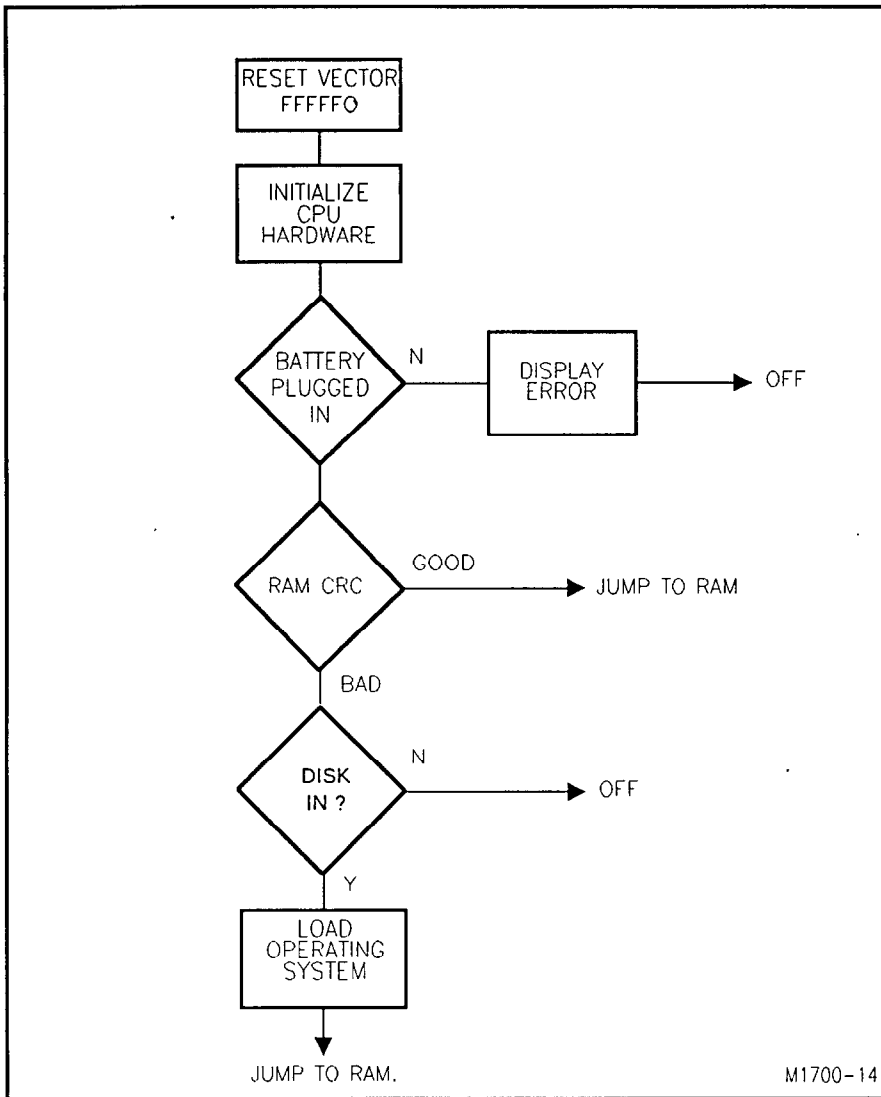 RESET VECTOR
FFFFF0
INITIALIZE
CPU
HARDWARE
BATTERY
PLUGGED
IN
N
DISPLAY
ERROR
OFF
RAM CRC
GOOD
JUMP TO RAM
BAD
DISK
IN ?
N
OFF
Y
LOAD
OPERATING
SYSTEM
JUMP TO RAM.
M1700-14